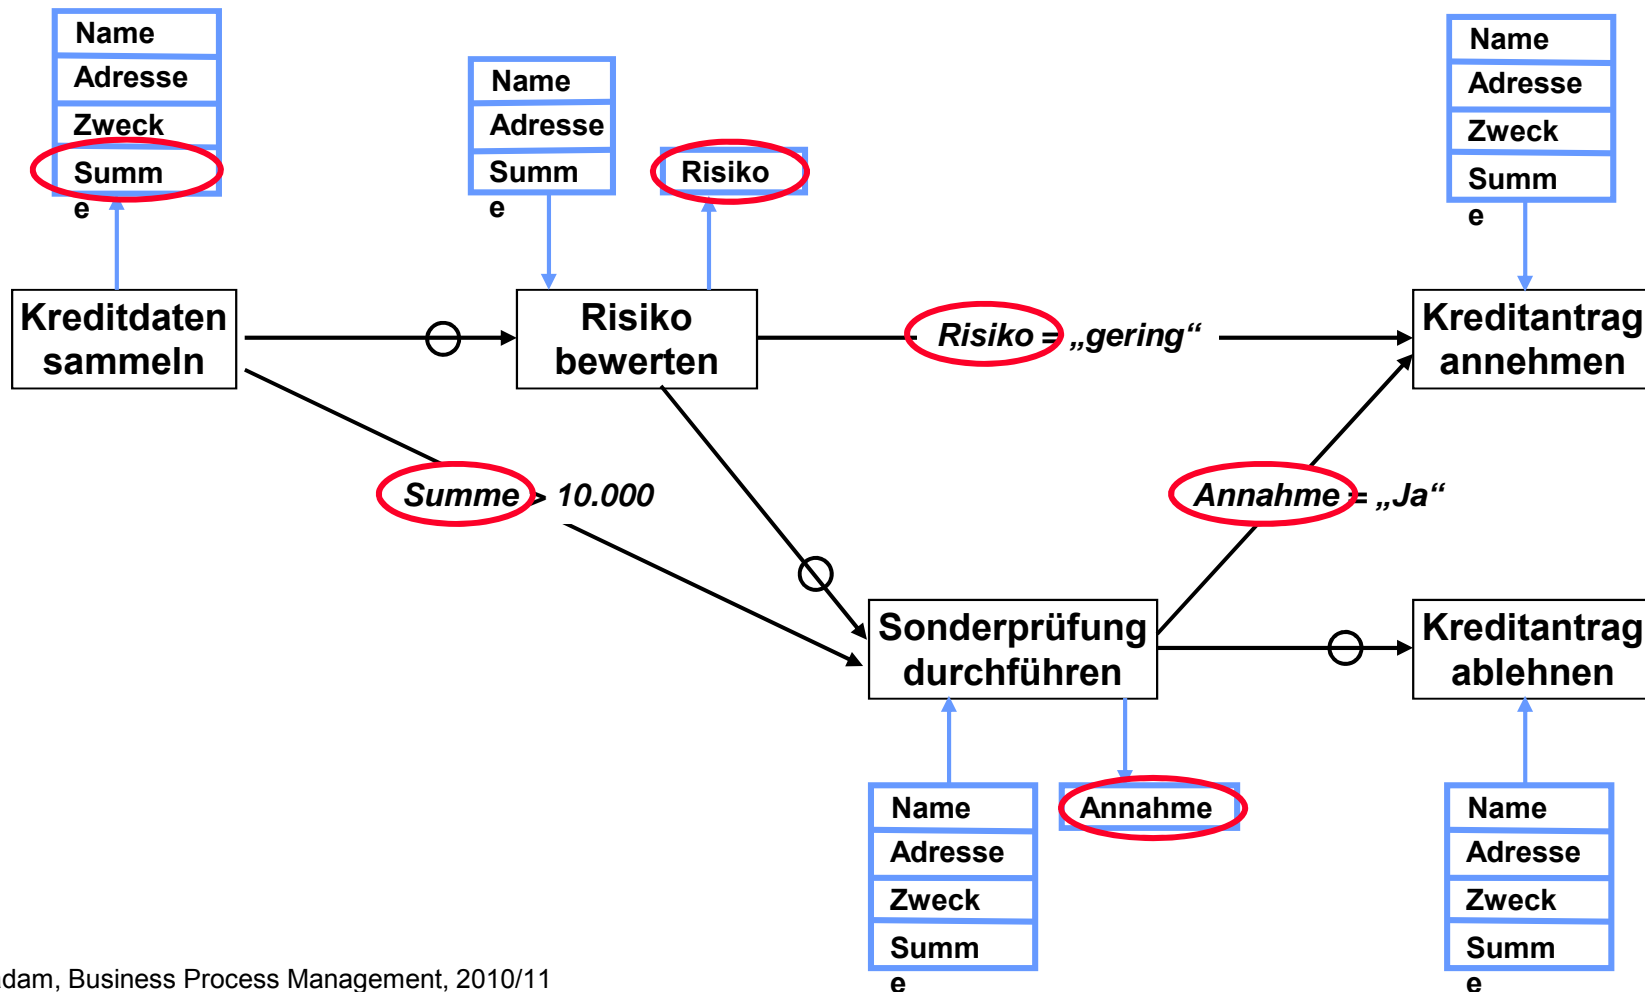 Name
Adresse
Zweck
Summ
e
Name
Adresse
Summ
e
Risiko
Name
Adresse
Zweck
Summ
e
Kreditdaten
sammeln
Risiko
bewerten
Risiko = „gering“
Kreditantrag
annehmen
Summe > 10.000
Annahme = „Ja“
Sonderprüfung
durchführen
Kreditantrag
ablehnen
Name
Adresse
Zweck
Summ
e
Annahme
Name
Adresse
Zweck
Summ
e
adam, Business Process Management, 2010/11